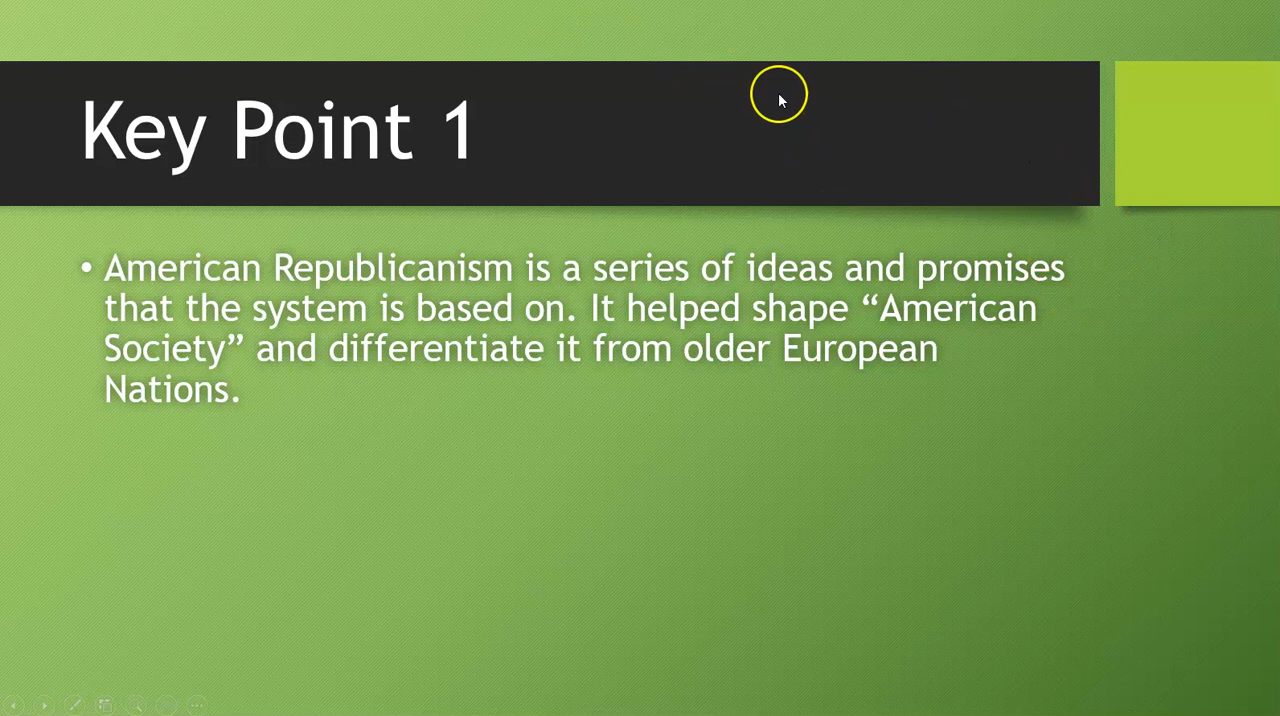 Key Point 1
• American Republicanism is a series of ideas and promises
that the system is based on. It helped shape “American
Society” and differentiate it from older European
Nations.